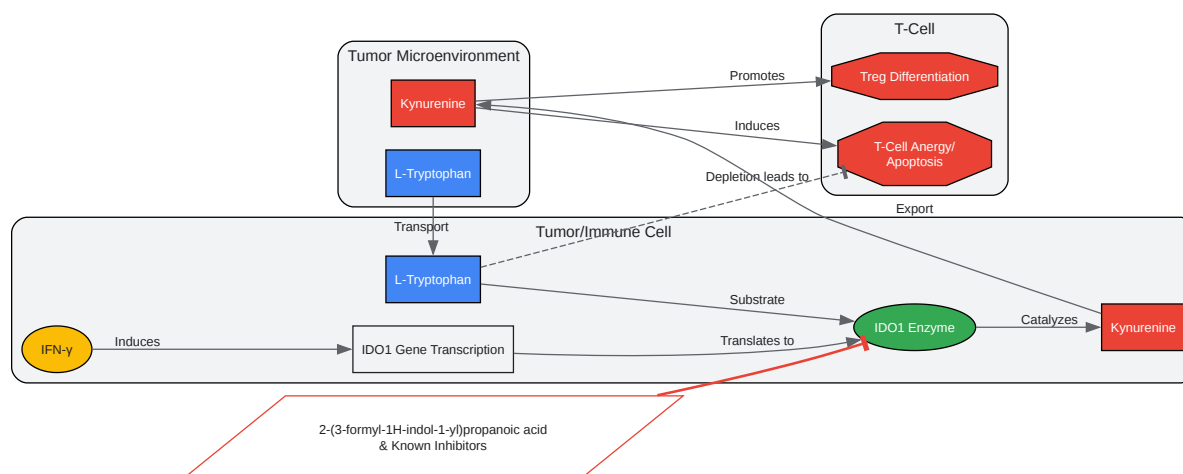 T-Cell
Tumor Microenvironment
Promotes
Treg Differentiation
Kynurenine
Induces
T-Cell Anergy/
Apoptosis
L-Tryptophan
Depletion leads to
Export
Transport
Tumor/Immune Cell
L-Tryptophan
Substrate
IDO1 Enzyme
Catalyzes
Kynurenine
IFN-γ
Induces
IDO1 Gene Transcription
Translates to
2-(3-formyl-1H-indol-1-yl)propanoic acid
& Known Inhibitors